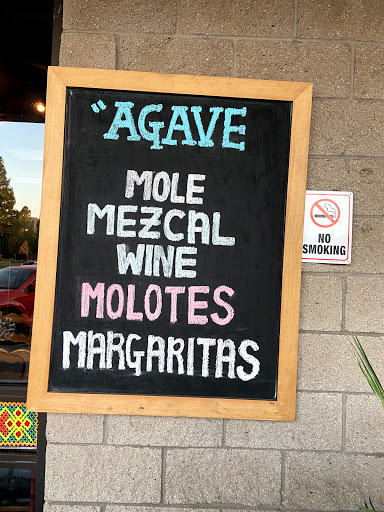 "AGAVE
MOLE
MEZCAL
WINE
MOLOTES
MARGARITAS
NO
SMOKING